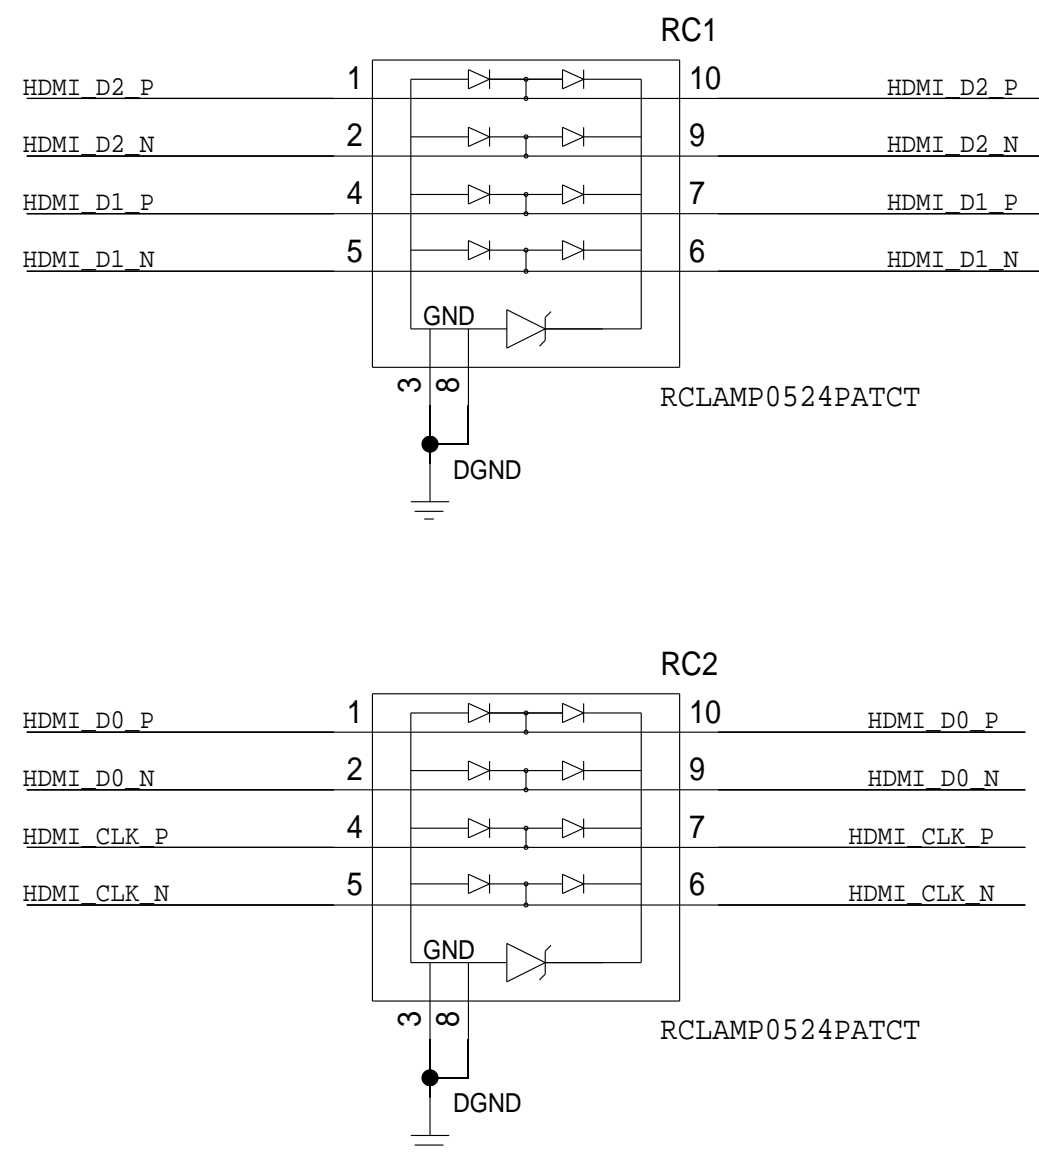 RC1
HDMI_D2_P 1 10 HDMI_D2_P
HDMI_D2_N 2 9 HDMI_D2_N
HDMI_D1_P 4 7 HDMI_D1_P
HDMI_D1_N 5 6 HDMI_D1_N
GND
3 8
RCLAMP0524PATCT
DGND
RC2
HDMI_D0_P 1 10 HDMI_D0_P
HDMI_D0_N 2 9 HDMI_D0_N
HDMI_CLK_P 4 7 HDMI_CLK_P
HDMI_CLK_N 5 6 HDMI_CLK_N
GND
3 8
RCLAMP0524PATCT
DGND